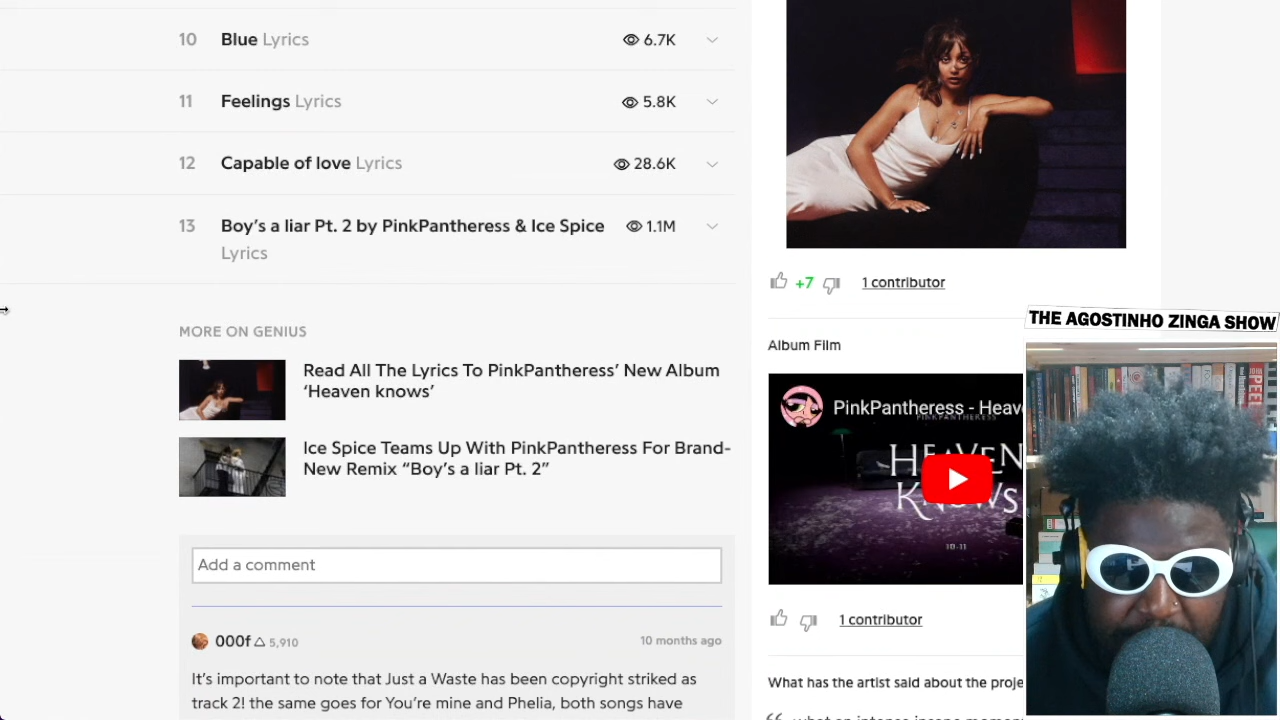 10 Blue Lyrics 6.7K
11 Feelings Lyrics 5.8K
12 Capable of love Lyrics 28.6K
13 Boy’s a liar Pt. 2 by PinkPantheress & Ice Spice 1.1M
Lyrics
MORE ON GENIUS
Read All The Lyrics To PinkPantheress’ New Album
‘Heaven knows’
Ice Spice Teams Up With PinkPantheress For Brand-
New Remix “Boy’s a liar Pt. 2”
Add a comment
000f 5,910 10 months ago
It’s important to note that Just a Waste has been copyright striked as
track 2! the same goes for You’re mine and Phelia, both songs have
+7 1 contributor
Album Film
PinkPantheress - Heav
PINKPANTHERESS
HEAVEN
KNOWS
10-11
1 contributor
What has the artist said about the proje
THE AGOSTINHO ZINGA SHOW